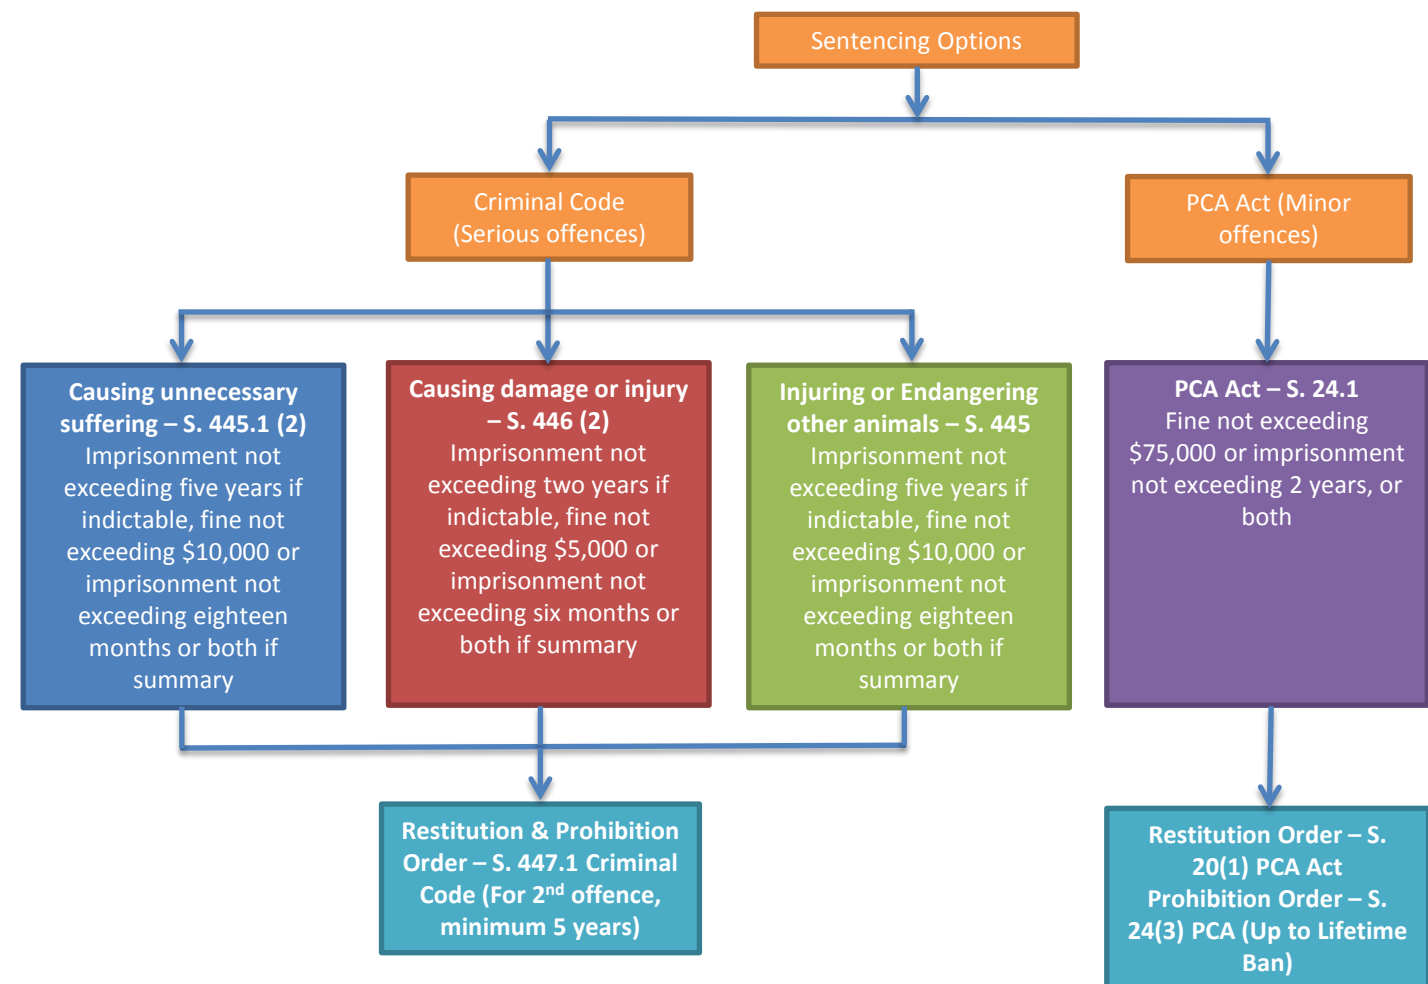 Sentencing Options
Criminal Code
(Serious offences)
PCA Act (Minor
offences)
Causing unnecessary
suffering – S. 445.1 (2)
Imprisonment not
exceeding five years if
indictable, fine not
exceeding $10,000 or
imprisonment not
exceeding eighteen
months or both if
summary
Causing damage or injury
– S. 446 (2)
Imprisonment not
exceeding two years if
indictable, fine not
exceeding $5,000 or
imprisonment not
exceeding six months or
both if summary
Injuring or Endangering
other animals – S. 445
Imprisonment not
exceeding five years if
indictable, fine not
exceeding $10,000 or
imprisonment not
exceeding eighteen
months or both if
summary
PCA Act – S. 24.1
Fine not exceeding
$75,000 or imprisonment
not exceeding 2 years, or
both
Restitution & Prohibition
Order – S. 447.1 Criminal
Code (For 2nd offence,
minimum 5 years)
Restitution Order – S.
20(1) PCA Act
Prohibition Order – S.
24(3) PCA (Up to Lifetime
Ban)